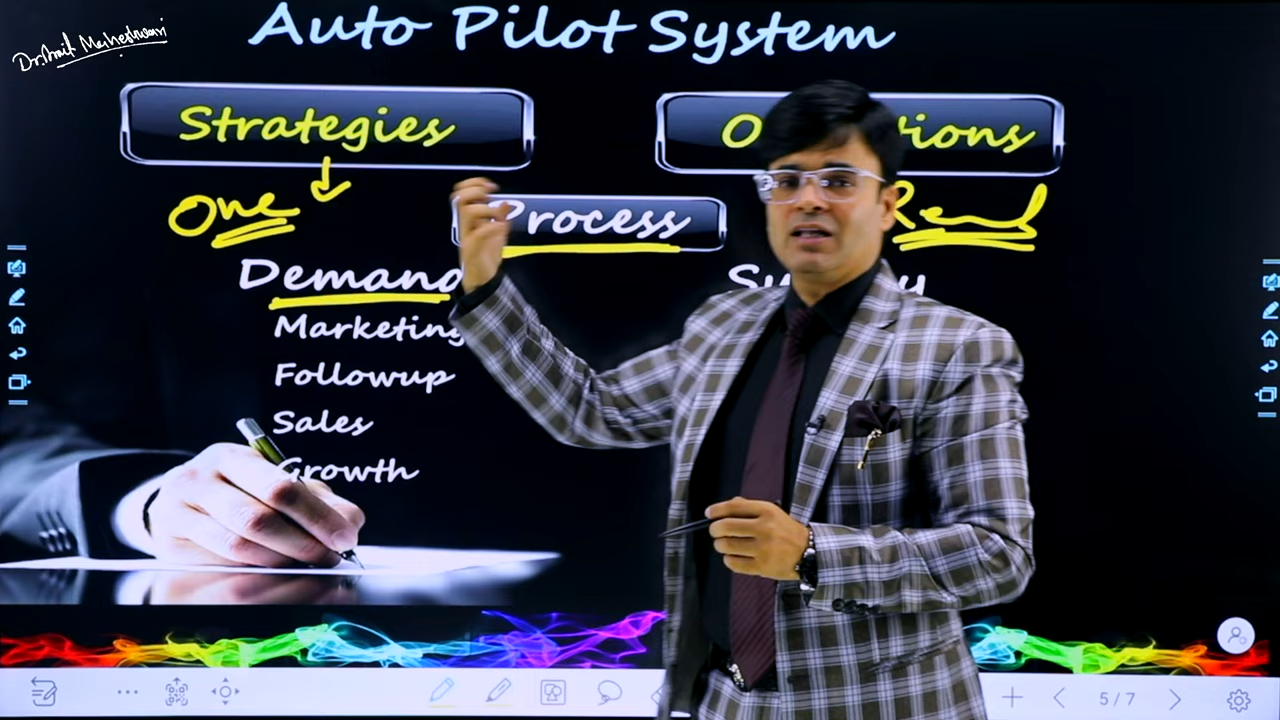 Auto Pilot System
Dr. Amit Maheshwari
Strategies
One
Process
Demand
Marketing
Followup
Sales
Growth
5/7